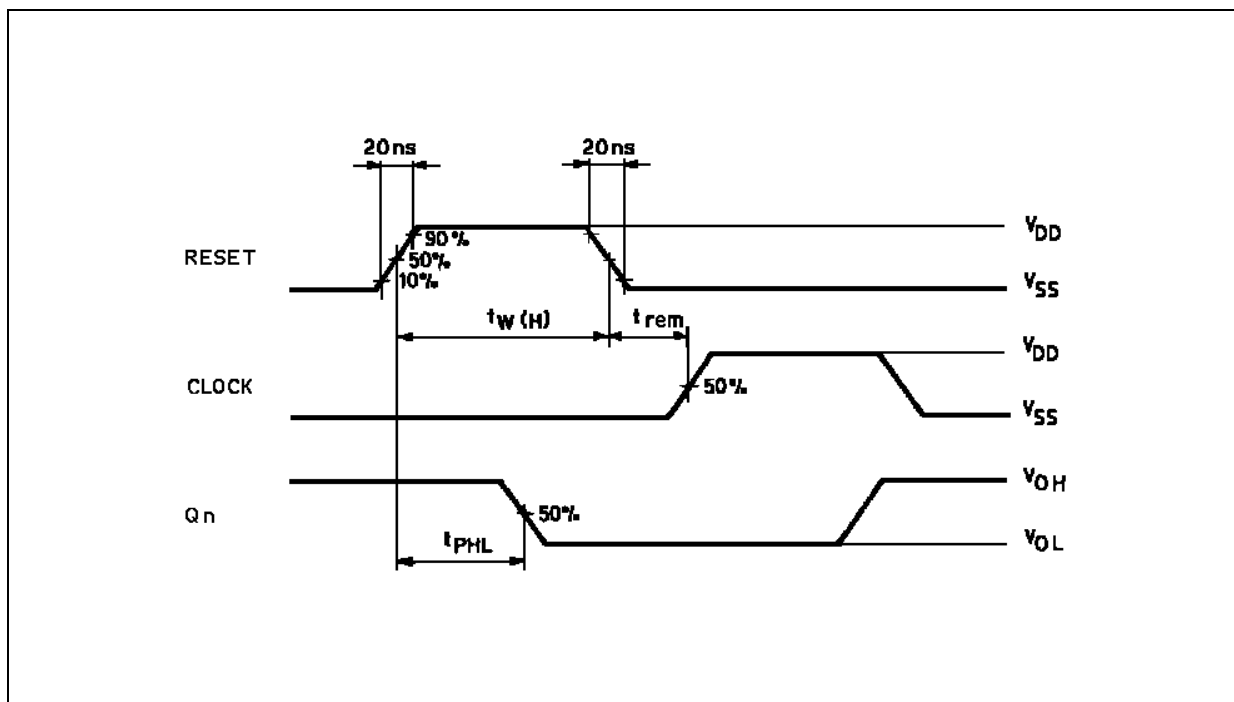 20ns 20ns
RESET
90%
50%
10%
VDD
VSS
tW(H) trem
CLOCK
50%
VDD
VSS
Qn
50%
tPHL
VOH
VOL